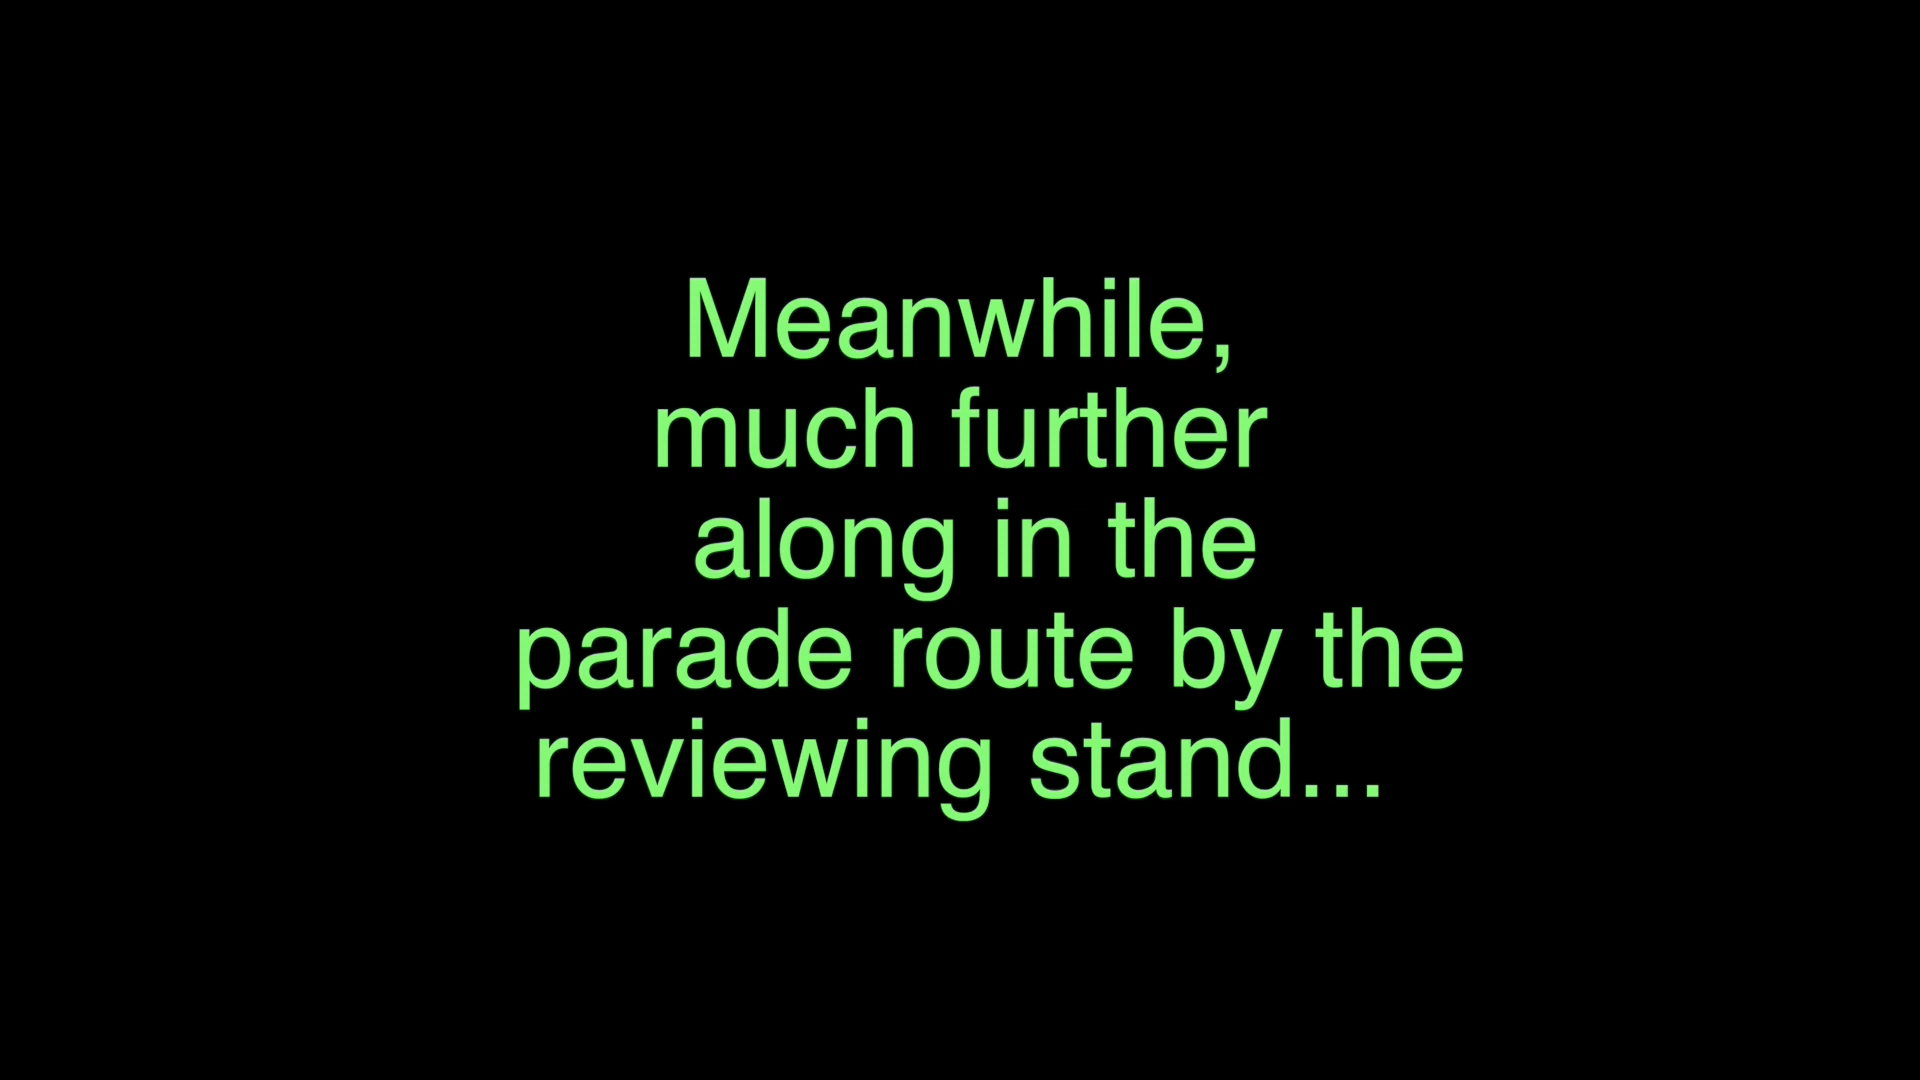 Meanwhile,
much further
along in the
parade route by the
reviewing stand...